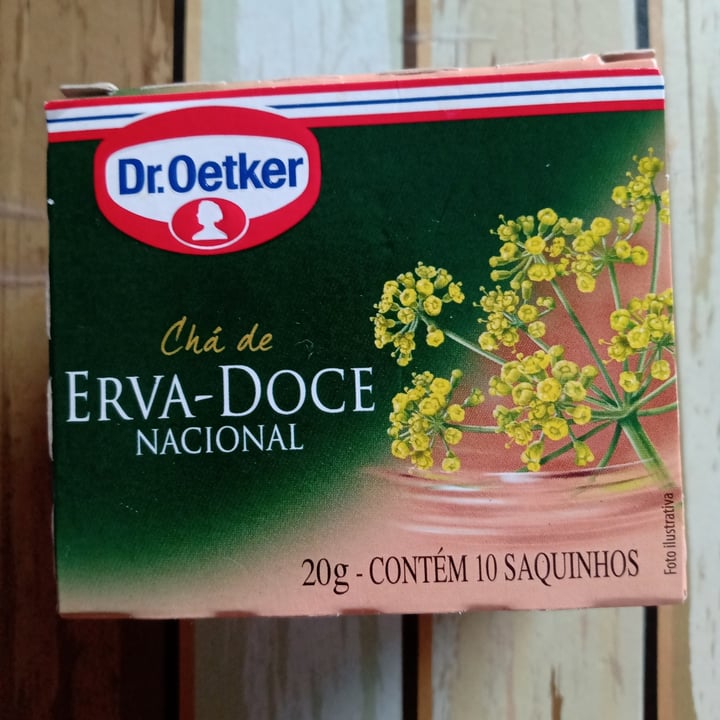 Dr.Oetker
Chá de
ERVA-DOCE
NACIONAL
20g - CONTÉM 10 SAQUINHOS
Foto ilustrativa